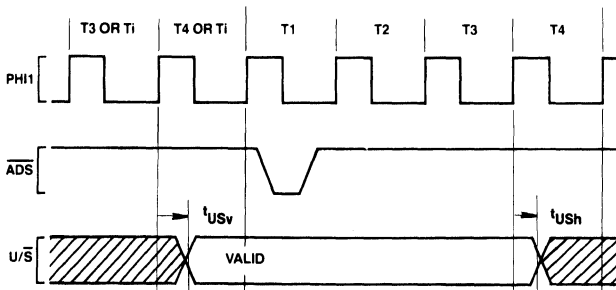 T3 OR Ti T4 OR Ti T1 T2 T3 T4
PHI1
ADS
tUSv tUSh
U/S VALID